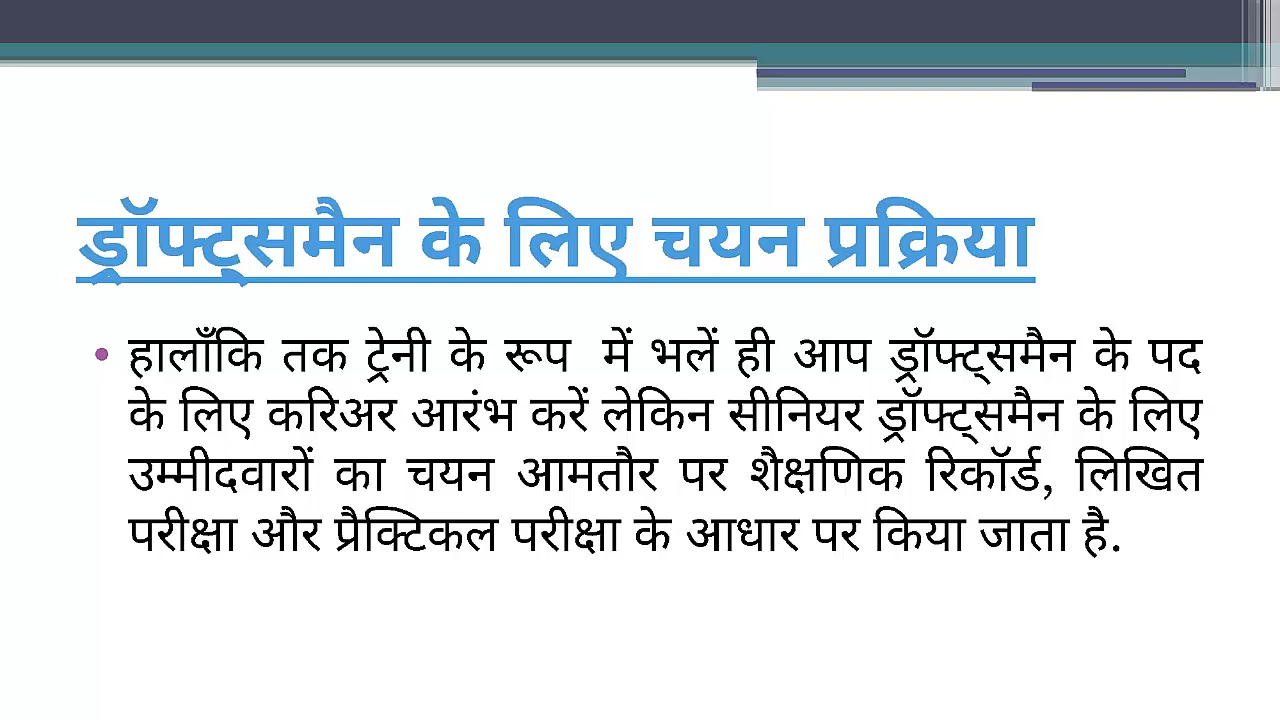 ड्रॉफ्ट्समैन के लिए चयन प्रक्रिया
• हालाँकि तक ट्रेनी के रूप में भलें ही आप ड्रॉफ्ट्समैन के पद
के लिए करिअर आरंभ करें लेकिन सीनियर ड्रॉफ्ट्समैन के लिए
उम्मीदवारों का चयन आमतौर पर शैक्षणिक रिकॉर्ड, लिखित
परीक्षा और प्रैक्टिकल परीक्षा के आधार पर किया जाता है.